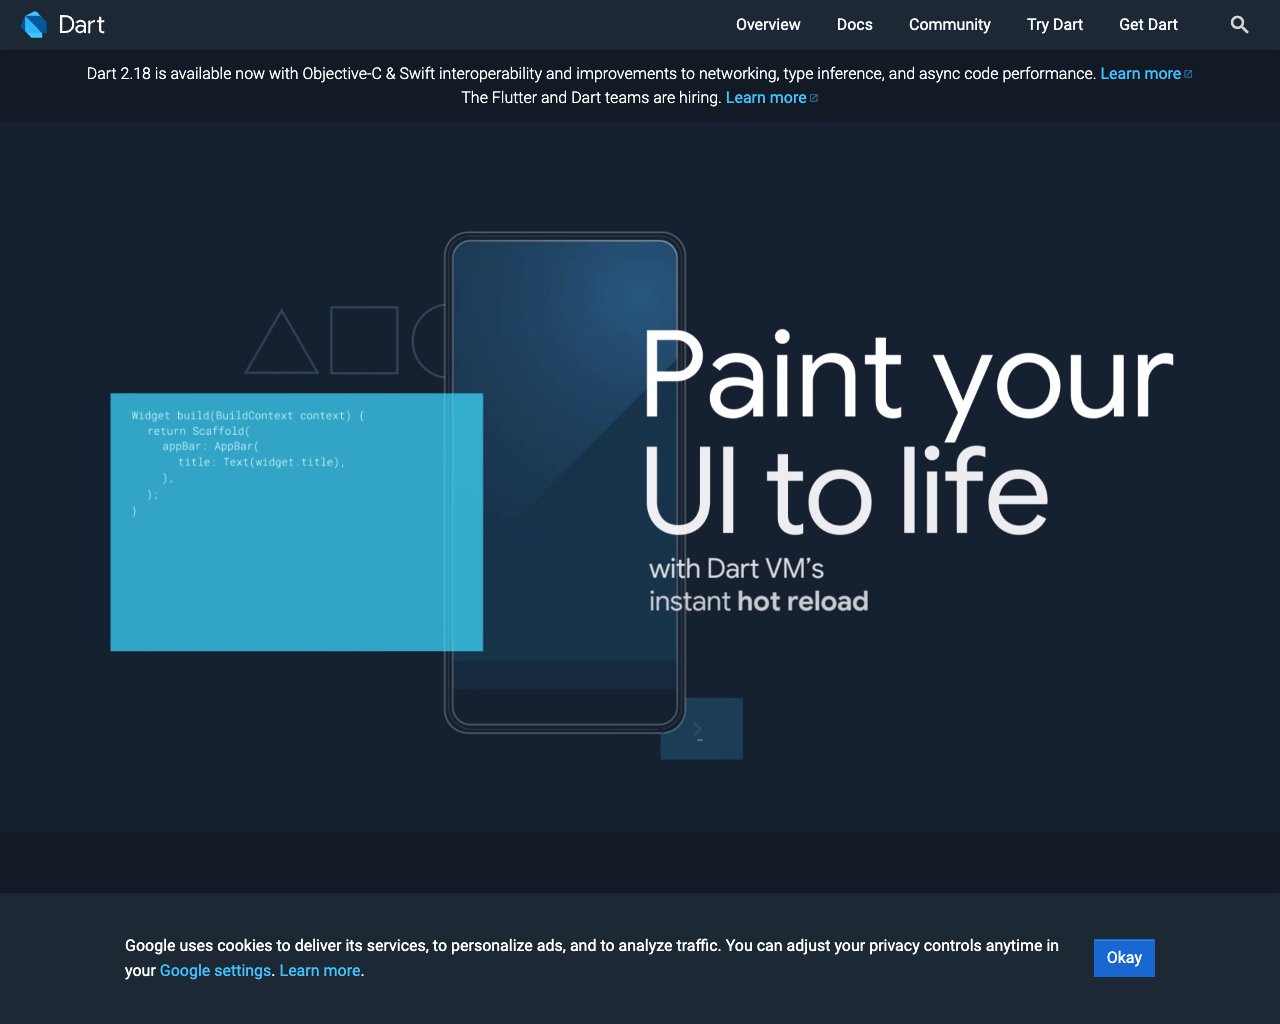 Dart
Overview Docs Community Try Dart Get Dart
Dart 2.18 is available now with Objective-C & Swift interoperability and improvements to networking, type inference, and async code performance. Learn more
The Flutter and Dart teams are hiring. Learn more
Paint your
UI to life
with Dart VM's
instant hot reload
Widget build(BuildContext context) {
return Scaffold(
appBar: AppBar(
title: Text(widget.title),
),
);
}
>_
Google uses cookies to deliver its services, to personalize ads, and to analyze traffic. You can adjust your privacy controls anytime in
your Google settings. Learn more.
Okay